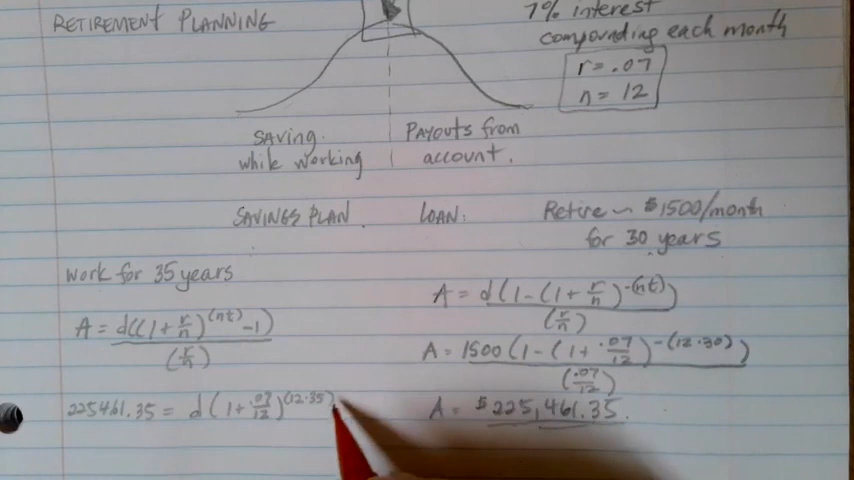 RETIREMENT PLANNING
7% interest
compounding each month
r = .07
n = 12
SAVING
while working
PAYOUTS from
account.
SAVINGS PLAN.
LOAN:
Retire ~ $1500/month
for 30 years
Work for 35 years
A = d((1+r/n)^(nt) -1)/(r/n)
225461.35 = d(1+.07/12)^(12·35)
A = d(1-(1+r/n)^-(nt))/(r/n)
A = 1500(1-(1+.07/12)^-(12·30))/(.07/12)
A = $225,461.35.